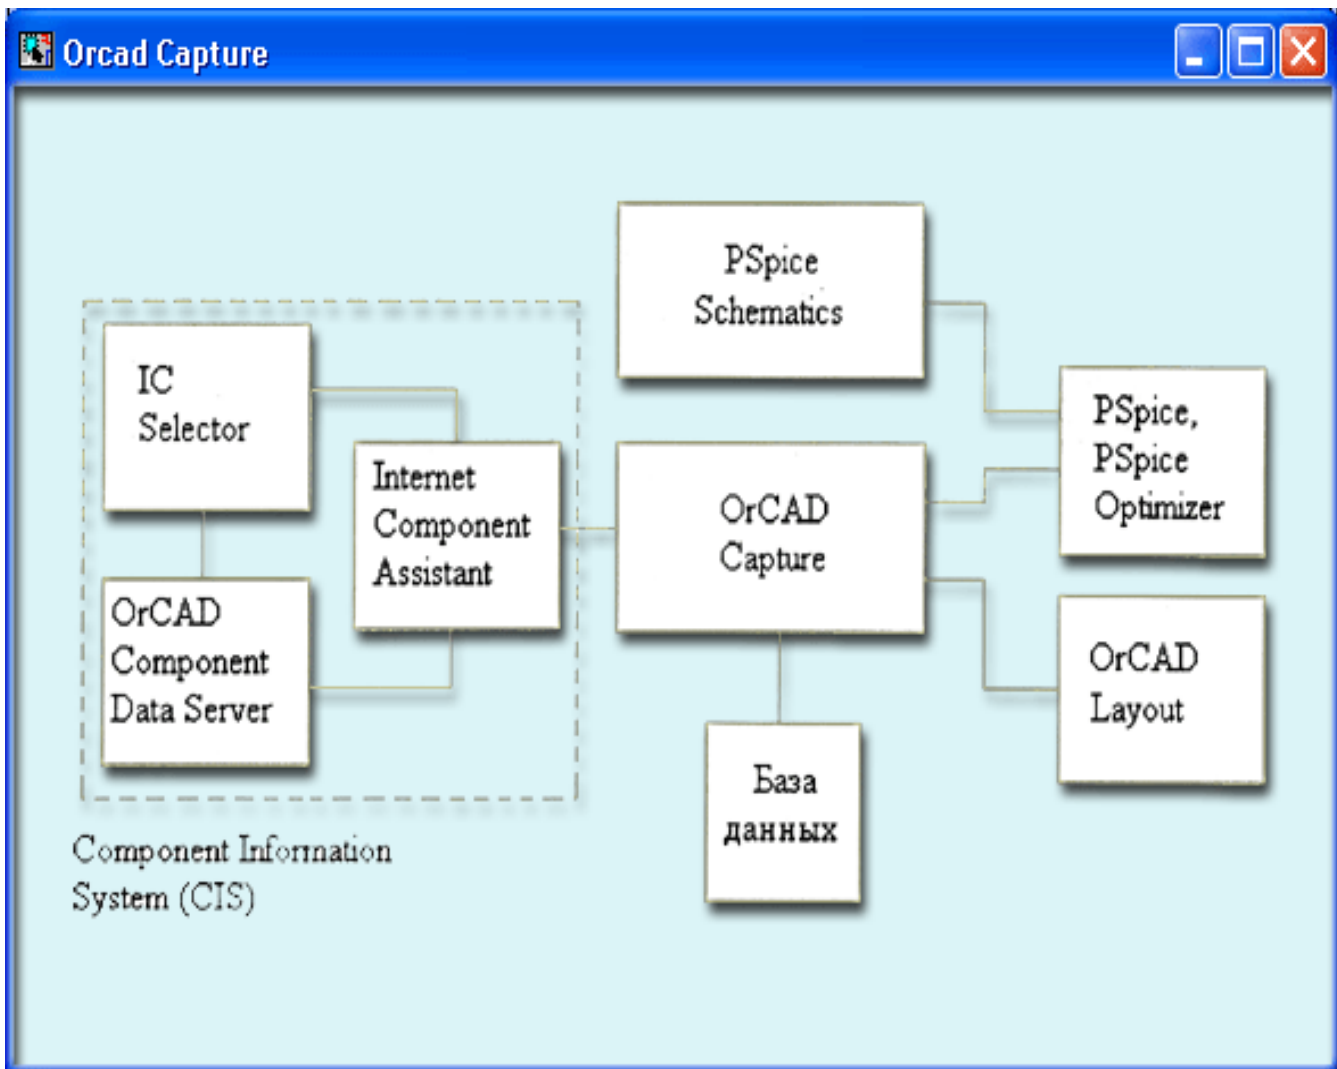 Orcad Capture
PSpice
Schematics
IC
Selector
Internet
Component
Assistant
OrCAD
Component
Data Server
OrCAD
Capture
PSpice,
PSpice
Optimizer
OrCAD
Layout
База
данных
Component Information
System (CIS)